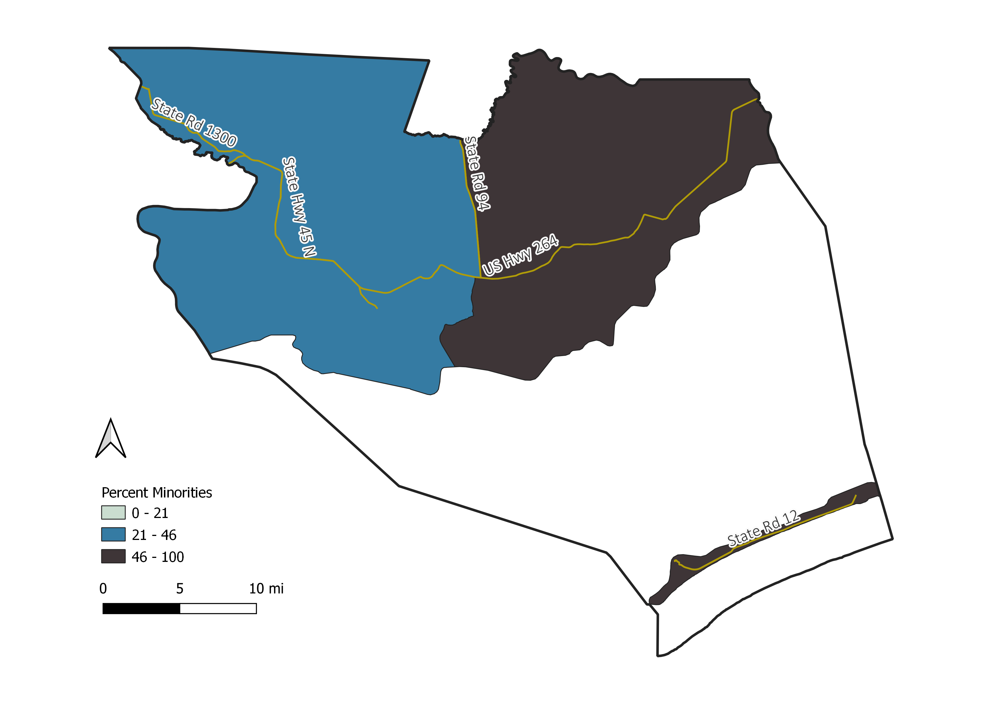 State Rd 1300
State Hwy 45 N
State Rd 94
Us Hwy 264
State Rd 12
Percent Minorities
0 - 21
21 - 46
46 - 100
0 5 10 mi